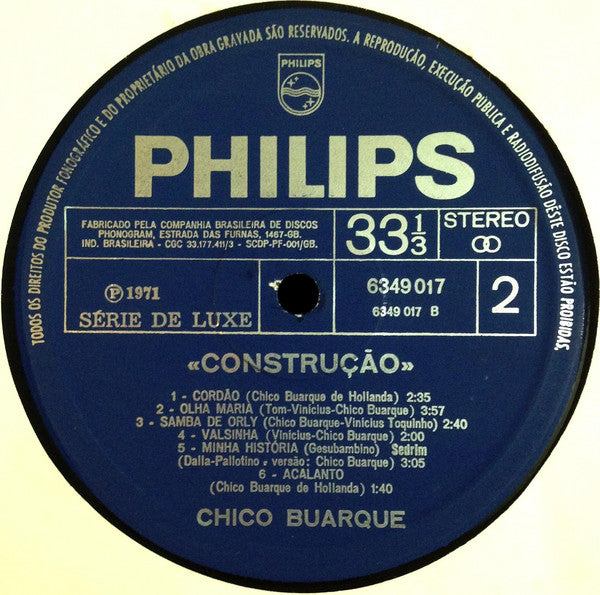 TODOS OS DIREITOS DO PRODUTOR FONOGRÁFICO E DO PROPRIETÁRIO DA OBRA GRAVADA SÃO RESERVADOS. A REPRODUÇÃO, EXECUÇÃO PÚBLICA E RADIODIFUSÃO DÊSTE DISCO ESTÃO PROIBIDAS.
PHILIPS
PHILIPS
FABRICADO PELA COMPANHIA BRASILEIRA DE DISCOS
PHONOGRAM, ESTRADA DAS FURNAS, 1467-GB.
IND. BRASILEIRA - CGC 33.177.411/3 - SCDP-PF-001/GB.
33 1/3
STEREO
Ⓟ 1971
SÉRIE DE LUXE
6349 017
6349 017 B
2
«CONSTRUÇÃO»
1 - CORDÃO (Chico Buarque de Hollanda) 2:35
2 - OLHA MARIA (Tom-Vinícius-Chico Buarque) 3:57
3 - SAMBA DE ORLY (Chico Buarque-Vinícius Toquinho) 2:40
4 - VALSINHA (Vinícius-Chico Buarque) 2:00
5 - MINHA HISTÓRIA (Gesubambino) Sedrim
(Dalla-Pallotino e versão: Chico Buarque) 3:05
6 - ACALANTO
(Chico Buarque de Hollanda) 1:40
CHICO BUARQUE